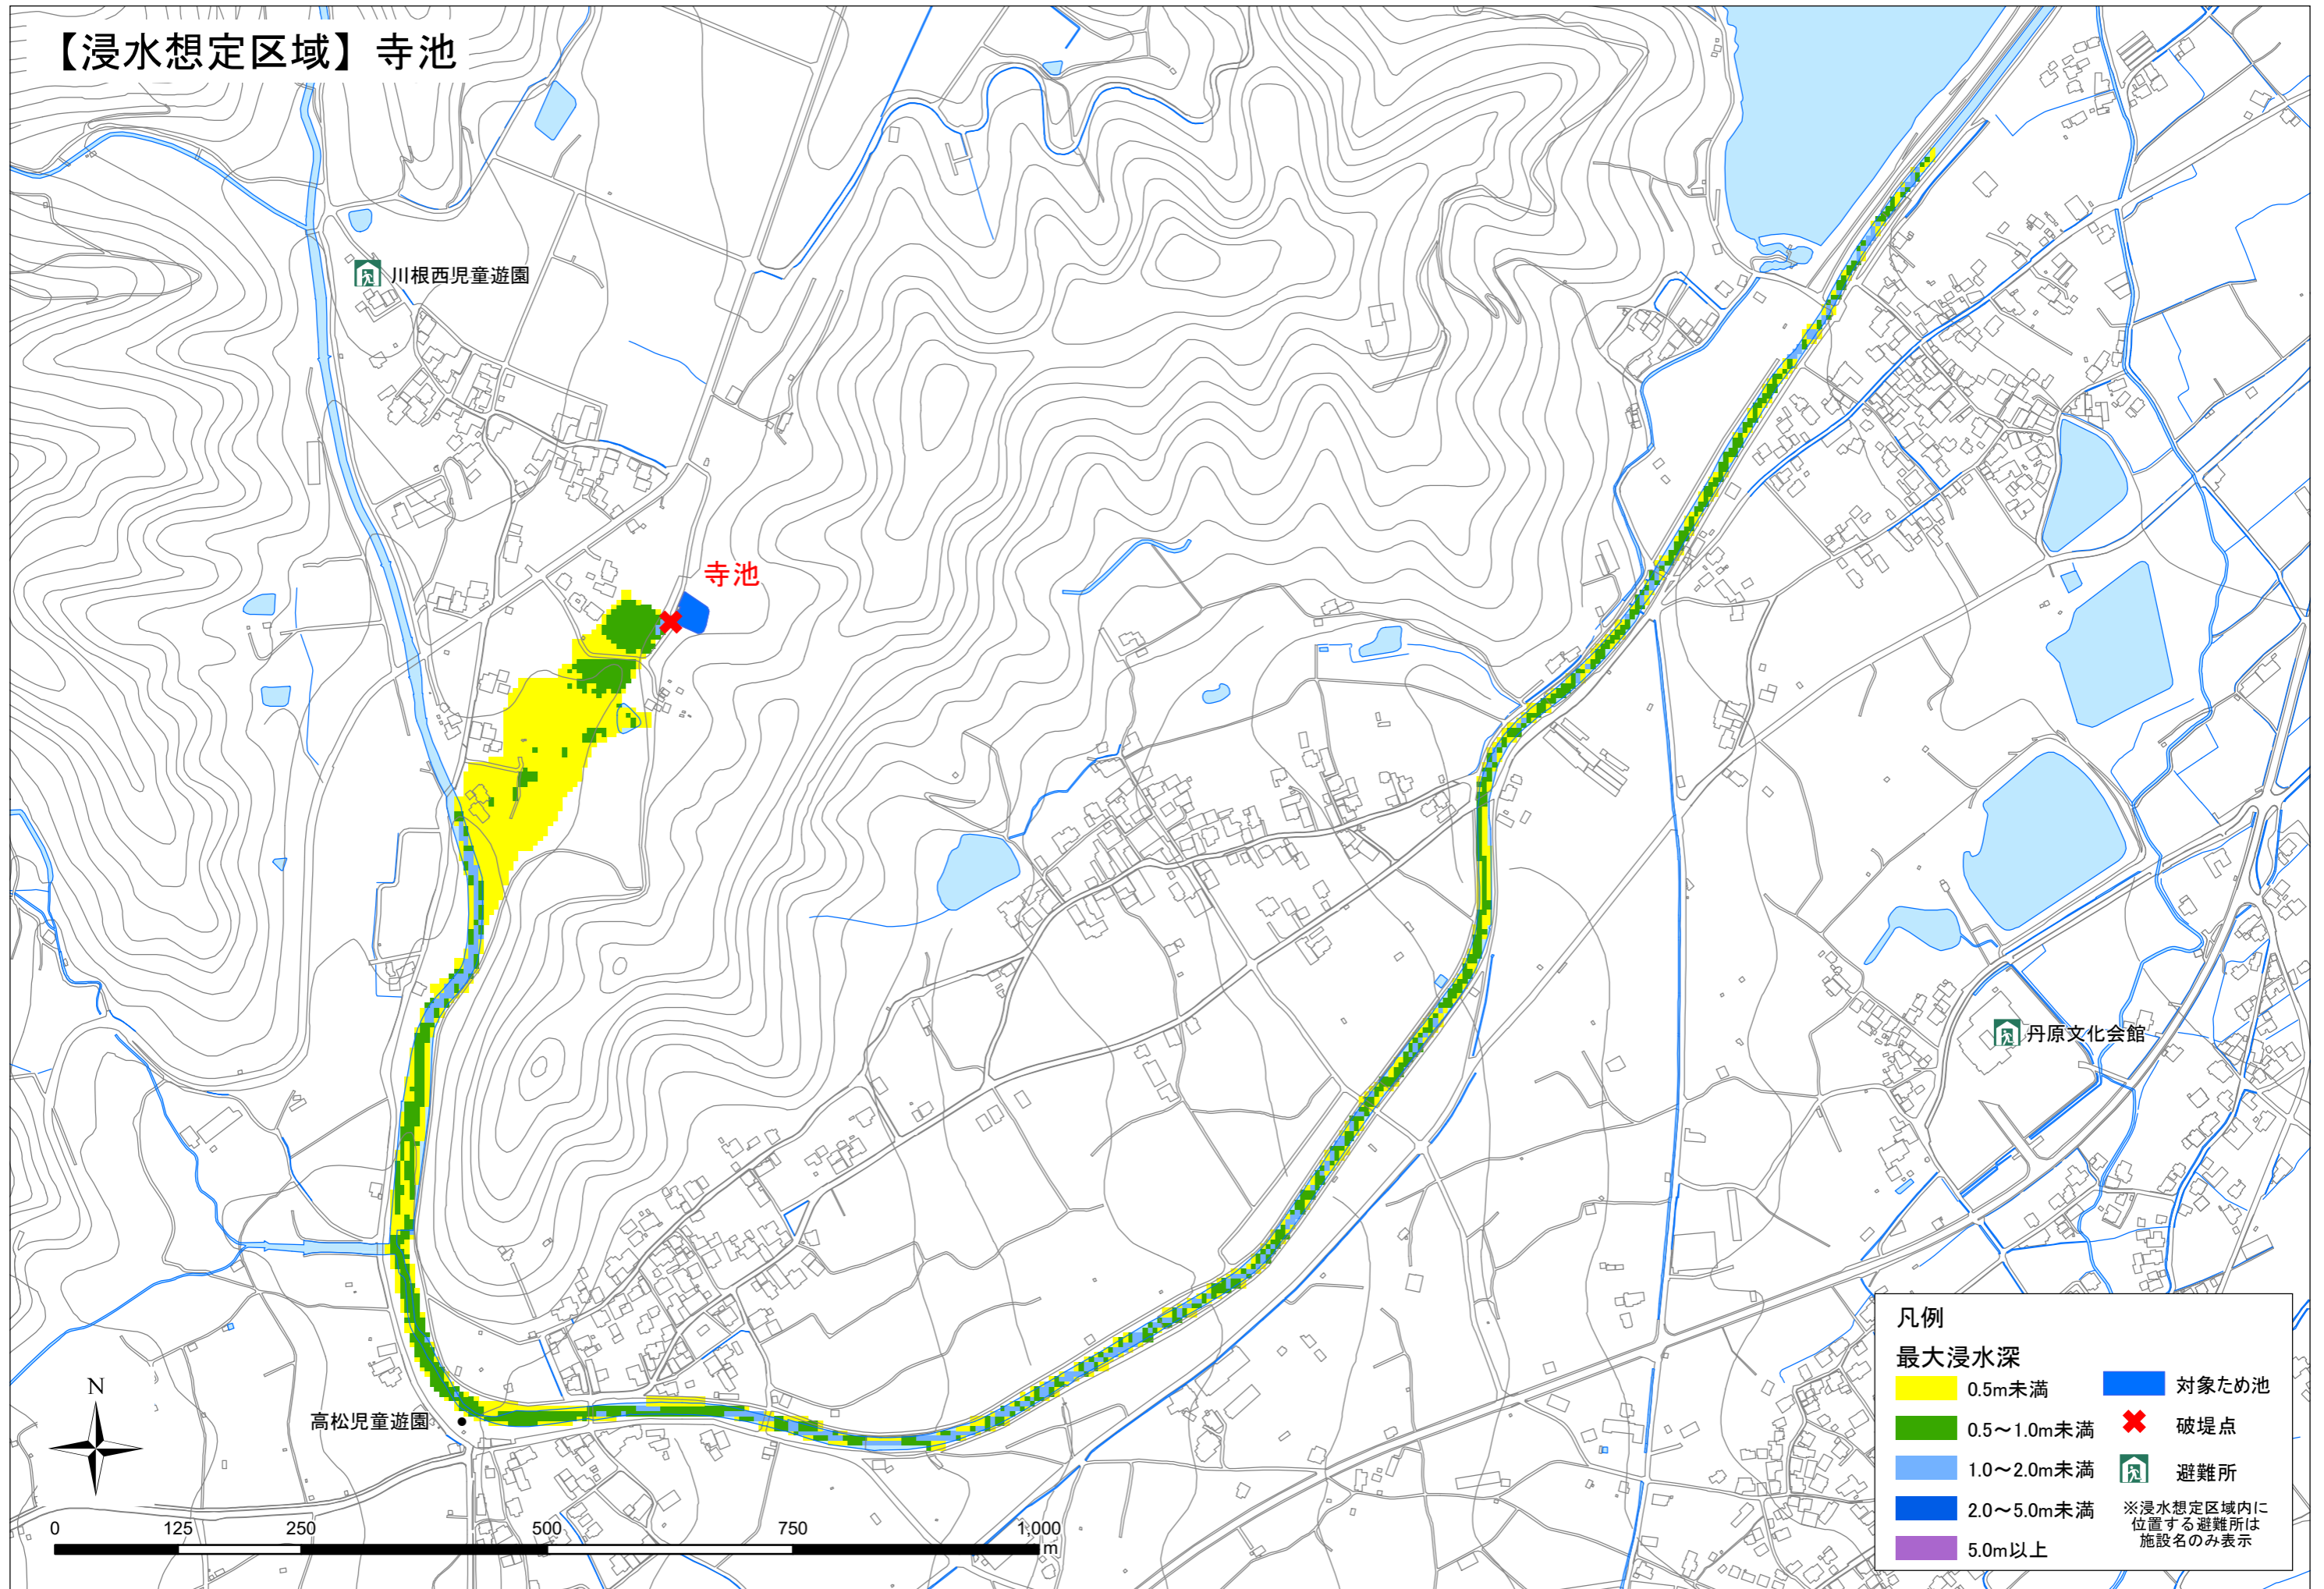 【浸水想定区域】寺池
川根西児童遊園
寺池
丹原文化会館
高松児童遊園
N
0 125 250 500 750 1,000
m
凡例
最大浸水深
0.5m未満
0.5～1.0m未満
1.0～2.0m未満
2.0～5.0m未満
5.0m以上
対象ため池
破堤点
避難所
※浸水想定区域内に
位置する避難所は
施設名のみ表示